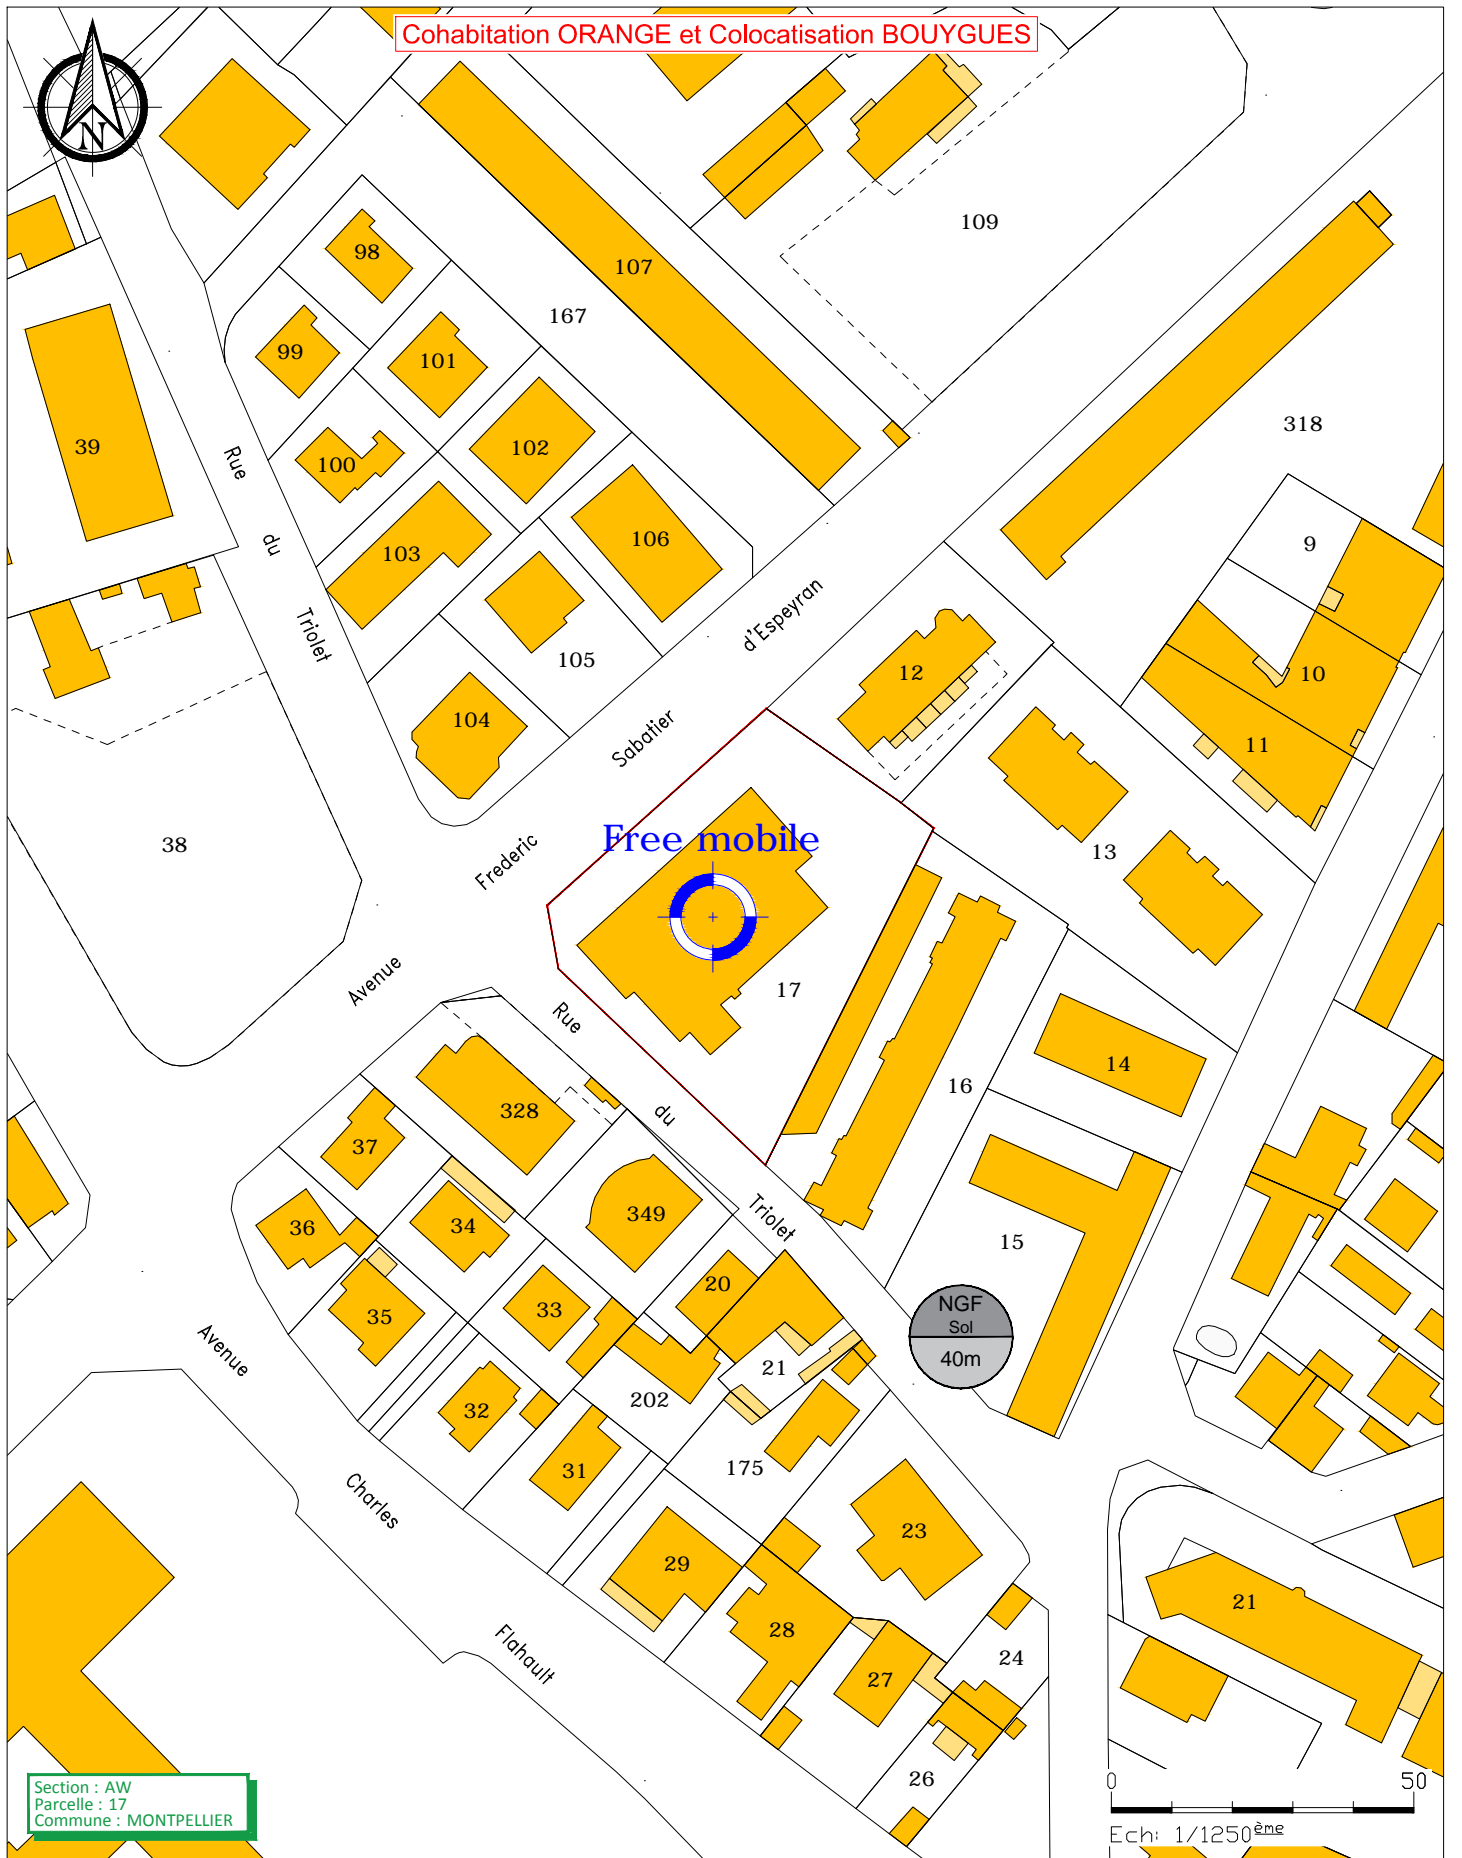 Cohabitation ORANGE et Colocatisation BOUYGUES
N
109
98
107
167
99
101
318
39
Rue
102
100
9
106
du
103
d'Espeyran
Triolet
105
12
10
104
Sabatier
11
Free mobile
38
13
Frederic
Avenue
17
Rue
14
16
328
du
37
36
34
349
Triolet
15
20
NGF
Sol
40m
33
35
Avenue
21
202
32
175
31
Charles
23
29
21
28
Flahault
24
27
26
Section : AW
Parcelle : 17
Commune : MONTPELLIER
0 50
Ech: 1/1250ème